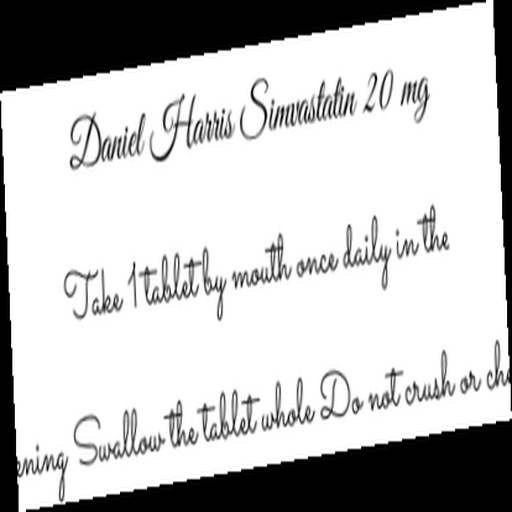 Daniel Harris Simvastatin 20 mg
Take 1 tablet by mouth once daily in the
Swallow the tablet whole Do not crush or